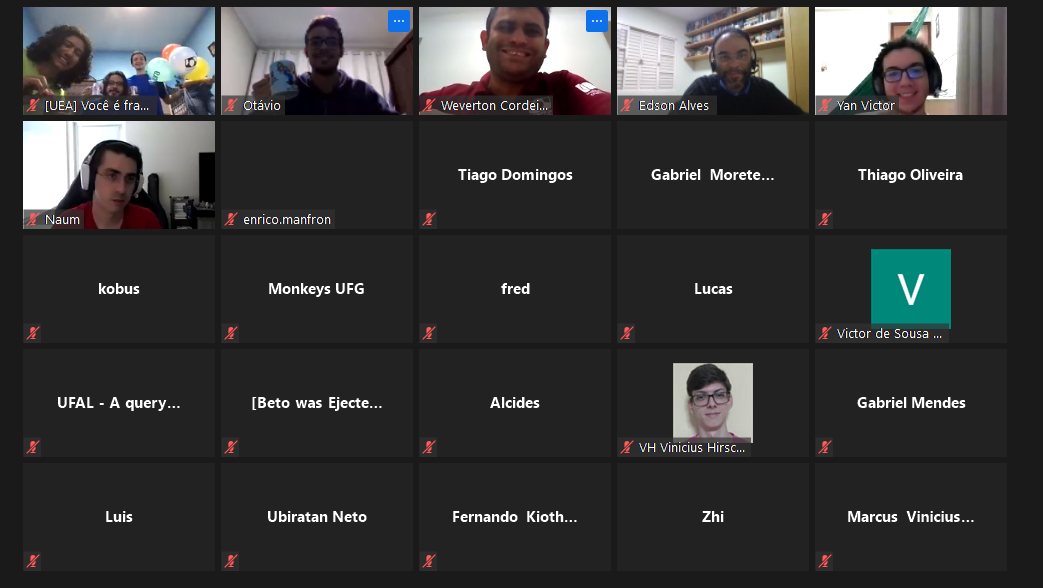 [UEA] Você é fra...
Otávio
Weverton Cordei...
Edson Alves
Yan Victor
Naum
enrico.manfron
Tiago Domingos
Gabriel Morete...
Thiago Oliveira
kobus
Monkeys UFG
fred
Lucas
V
Victor de Sousa ...
UFAL - A query...
[Beto was Ejecte...
Alcides
VH Vinicius Hirsc...
Gabriel Mendes
Luis
Ubiratan Neto
Fernando Kioth...
Zhi
Marcus Vinicius...